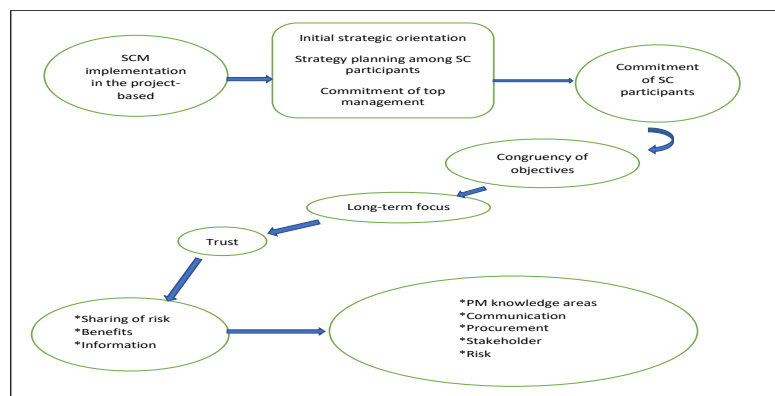 SCM
implementation
in the project-
based
Initial strategic orientation
Strategy planning among SC
participants
Commitment of top
management
Commitment
of SC
participants
Congruency of
objectives
Long-term focus
Trust
*Sharing of risk
*Benefits
*Information
*PM knowledge areas
*Communication
*Procurement
*Stakeholder
*Risk